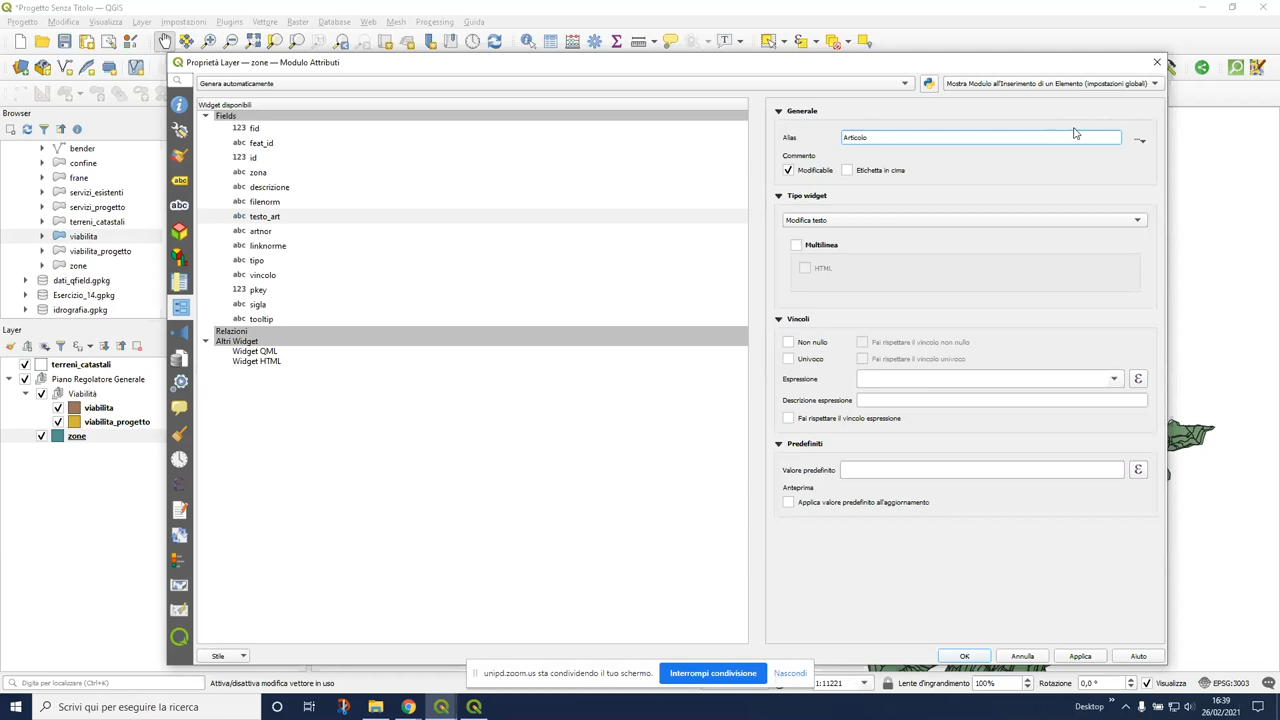 *Progetto Senza Titolo — QGIS
Progetto Modifica Visualizza Layer Impostazioni Plugins Vettore Raster Database Web Mesh Processing Guida
Proprietà Layer — zone — Modulo Attributi
Genera automaticamente
Mostra Modulo all'Inserimento di un Elemento (impostazioni globali)
Browser
bender
confine
frane
servizi_esistenti
servizi_progetto
terreni_catastali
viabilita
viabilita_progetto
zone
dati_qfield.gpkg
Esercizio_14.gpkg
idrografia.gpkg
Layer
terreni_catastali
Piano Regolatore Generale
Viabilità
viabilita
viabilita_progetto
zone
Widget disponibili
Fields
123 fid
abc feat_id
123 id
abc zona
abc descrizione
abc filenorm
abc testo_art
abc artnor
abc linknorme
abc tipo
abc vincolo
123 pkey
abc sigla
abc tooltip
Relazioni
Altri Widget
Widget QML
Widget HTML
Generale
Alias Articolo
Commento
Modificabile Etichetta in cima
Tipo widget
Modifica testo
Multilinea
HTML
Vincoli
Non nullo Fai rispettare il vincolo non nullo
Univoco Fai rispettare il vincolo univoco
Espressione
Descrizione espressione
Fai rispettare il vincolo espressione
Predefiniti
Valore predefinito
Anteprima
Applica valore predefinito all'aggiornamento
Stile OK Annulla Applica Aiuto
unipd.zoom.us sta condividendo il tuo schermo. Interrompi condivisione Nascondi
Digita per localizzare (Ctrl+K) Attiva/disattiva modifica vettore in uso 1:11221 Lente d'ingrandimento 100% Rotazione 0,0 ° Visualizza EPSG:3003
Scrivi qui per eseguire la ricerca
Desktop
16:39
26/02/2021